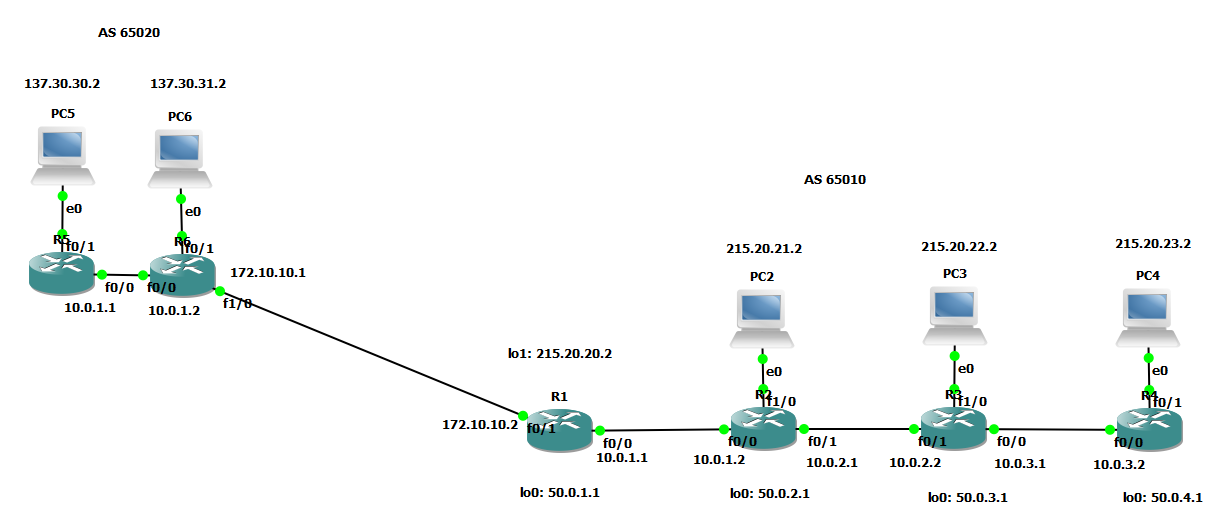 AS 65020
137.30.30.2
137.30.31.2
PC5
PC6
e0
e0
R5
f0/1
R6
f0/1
f0/0
f0/0
10.0.1.1
10.0.1.2
172.10.10.1
f1/0
AS 65010
215.20.21.2
215.20.22.2
215.20.23.2
PC2
PC3
PC4
e0
e0
e0
lo1: 215.20.20.2
R1
172.10.10.2
f0/1
f0/0
10.0.1.1
lo0: 50.0.1.1
R2
f1/0
f0/0
10.0.1.2
f0/1
10.0.2.1
lo0: 50.0.2.1
R3
f1/0
f0/1
10.0.2.2
f0/0
10.0.3.1
lo0: 50.0.3.1
R4
f0/1
f0/0
10.0.3.2
lo0: 50.0.4.1